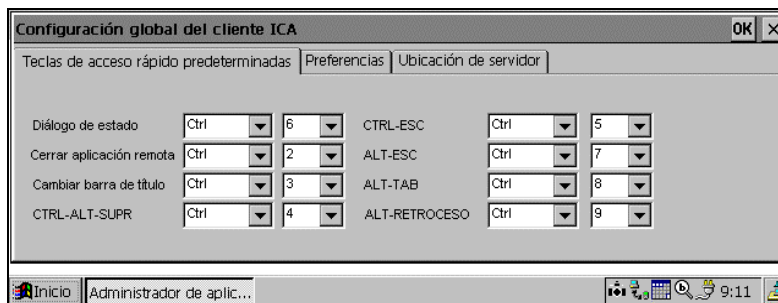 Configuración global del cliente ICA OK
Teclas de acceso rápido predeterminadas Preferencias Ubicación de servidor
Diálogo de estado Ctrl 6 CTRL-ESC Ctrl 5
Cerrar aplicación remota Ctrl 2 ALT-ESC Ctrl 7
Cambiar barra de título Ctrl 3 ALT-TAB Ctrl 8
CTRL-ALT-SUPR Ctrl 4 ALT-RETROCESO Ctrl 9
Inicio Administrador de aplic... 9:11